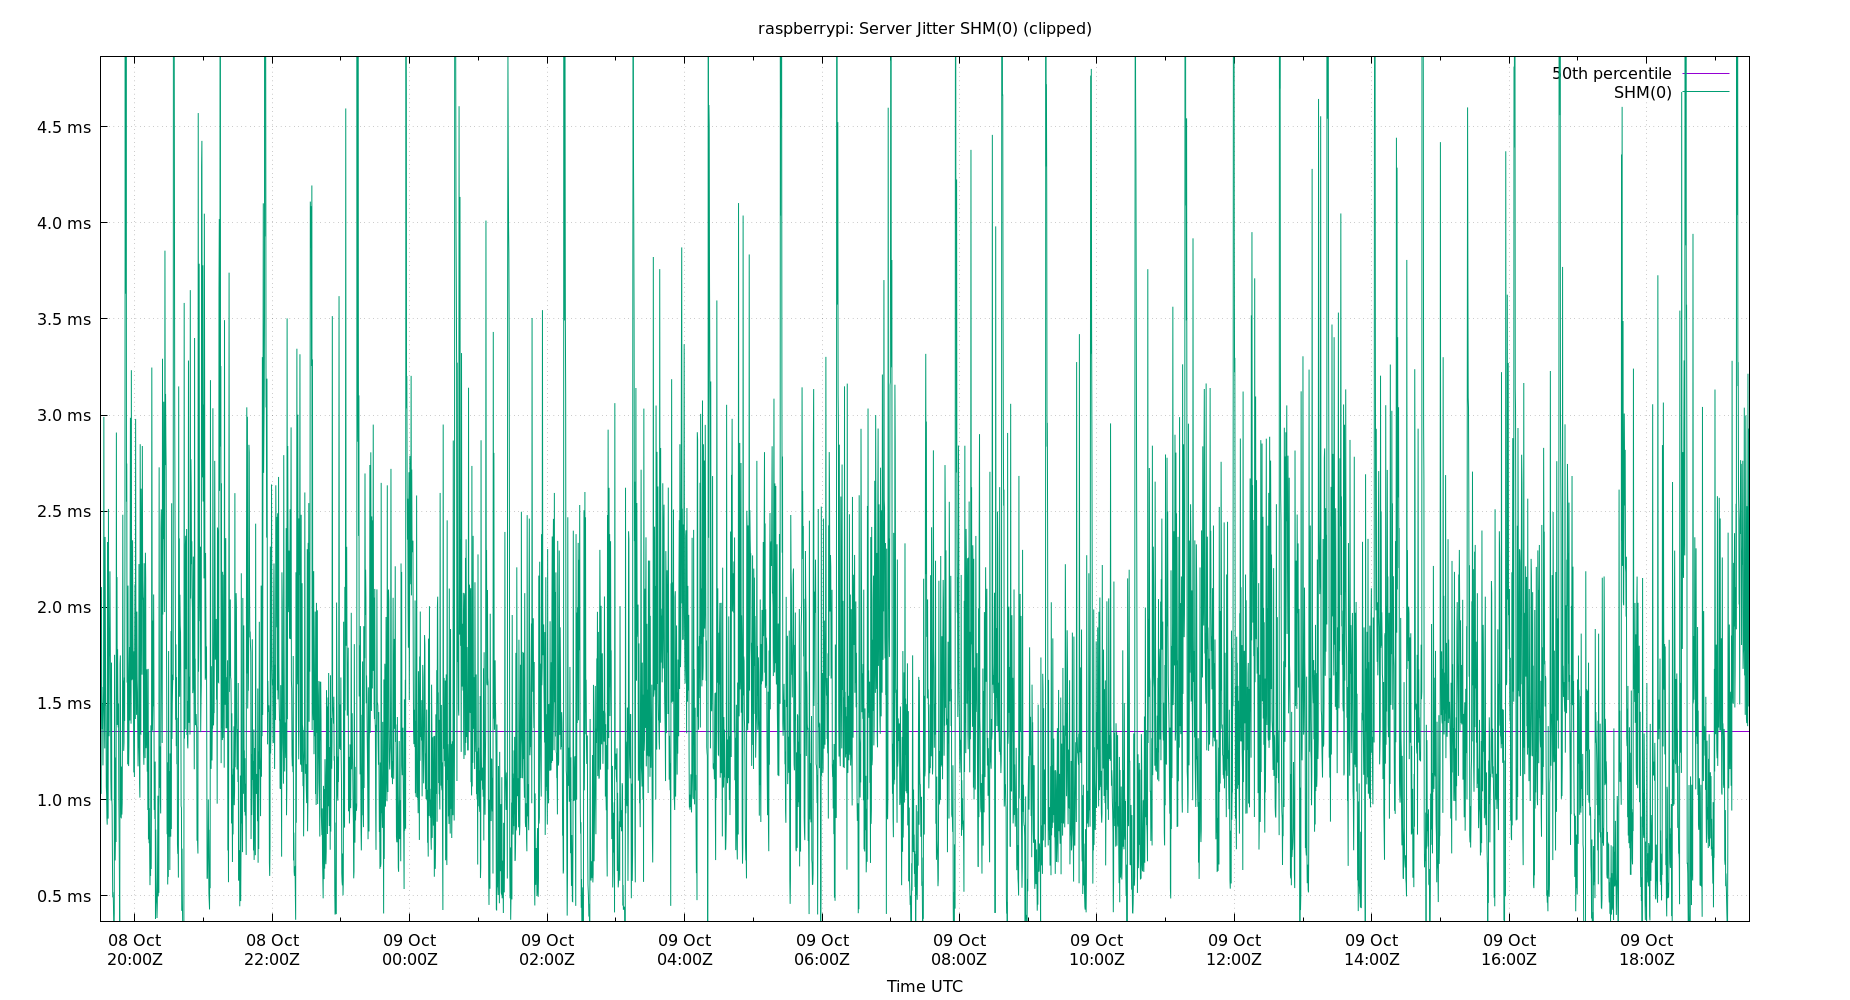 raspberrypi: Server Jitter SHM(0) (clipped)
50th percentile
SHM(0)
4.5 ms
4.0 ms
3.5 ms
3.0 ms
2.5 ms
2.0 ms
1.5 ms
1.0 ms
0.5 ms
08 Oct 08 Oct 09 Oct 09 Oct 09 Oct 09 Oct 09 Oct 09 Oct 09 Oct 09 Oct 09 Oct 09 Oct
20:00Z 22:00Z 00:00Z 02:00Z 04:00Z 06:00Z 08:00Z 10:00Z 12:00Z 14:00Z 16:00Z 18:00Z
Time UTC